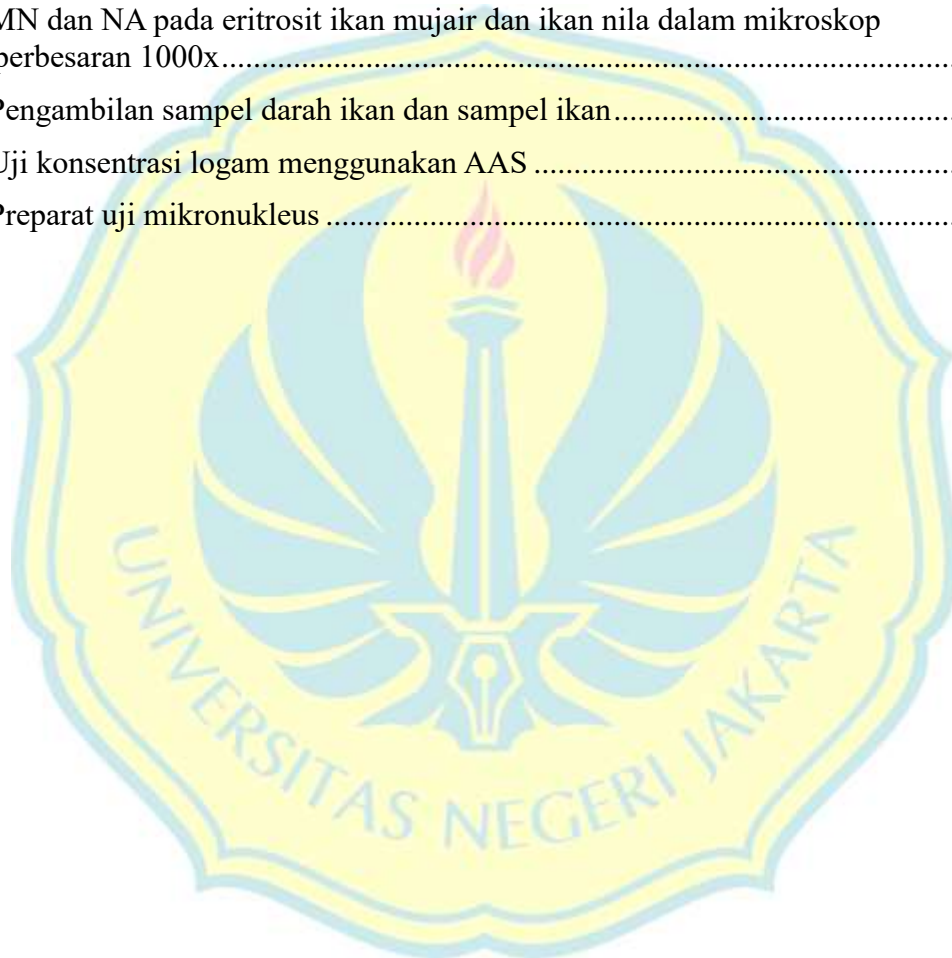 MN dan NA pada eritrosit ikan mujair dan ikan nila dalam mikroskop
perbesaran 1000x........................................................................................
Pengambilan sampel darah ikan dan sampel ikan..........................................
Uji konsentrasi logam menggunakan AAS ....................................................
Preparat uji mikronukleus ..............................................................................
UNIVERSITAS NEGERI JAKARTA